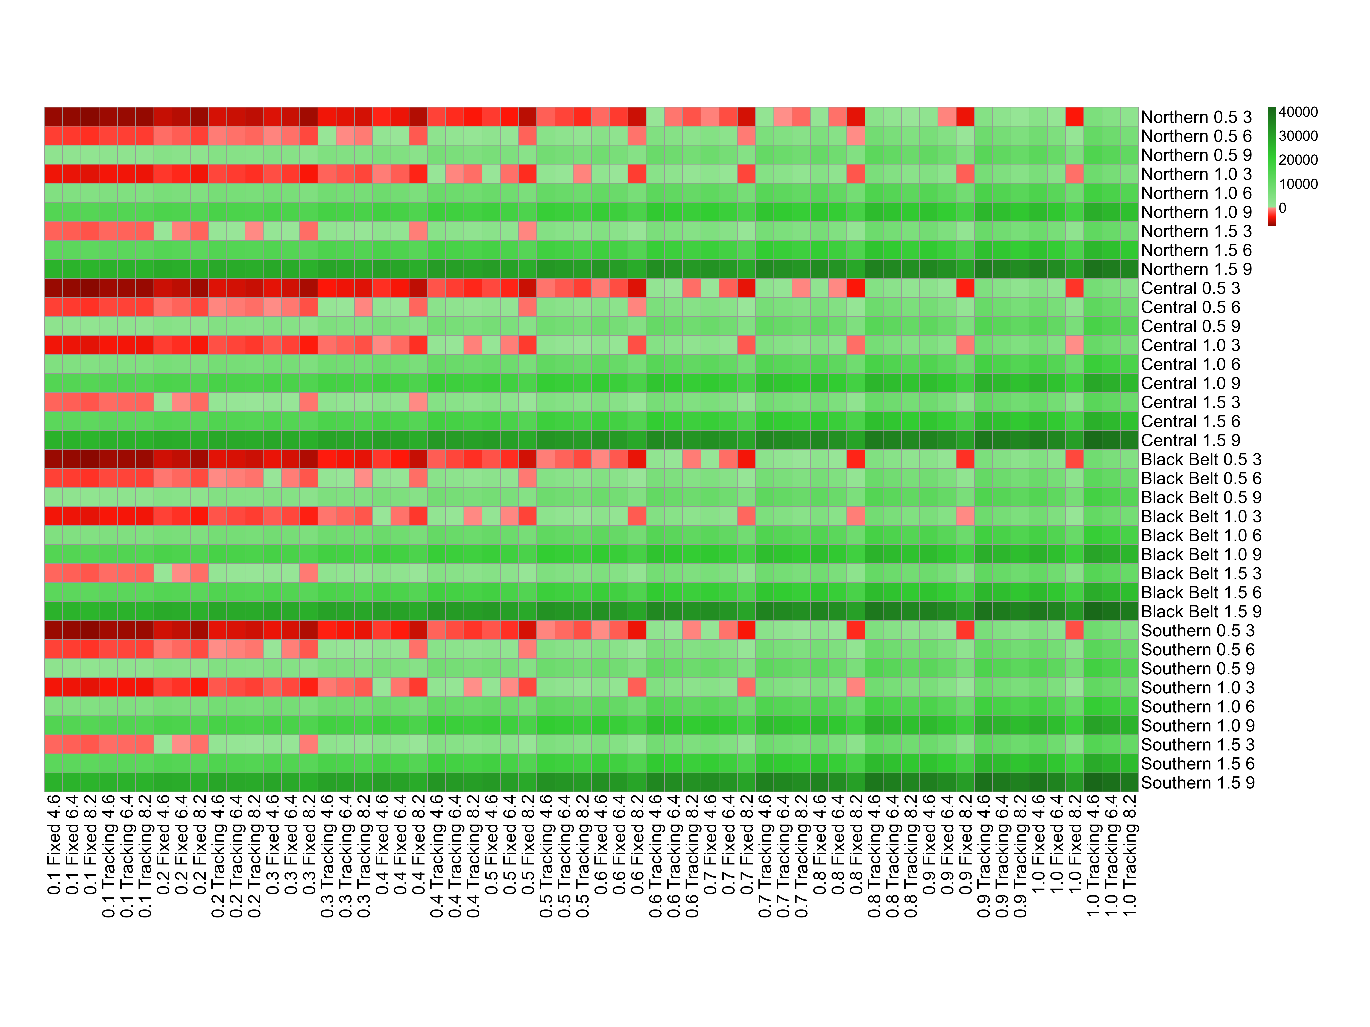 Northern 0.5 3
Northern 0.5 6
Northern 0.5 9
Northern 1.0 3
Northern 1.0 6
Northern 1.0 9
Northern 1.5 3
Northern 1.5 6
Northern 1.5 9
Central 0.5 3
Central 0.5 6
Central 0.5 9
Central 1.0 3
Central 1.0 6
Central 1.0 9
Central 1.5 3
Central 1.5 6
Central 1.5 9
Black Belt 0.5 3
Black Belt 0.5 6
Black Belt 0.5 9
Black Belt 1.0 3
Black Belt 1.0 6
Black Belt 1.0 9
Black Belt 1.5 3
Black Belt 1.5 6
Black Belt 1.5 9
Southern 0.5 3
Southern 0.5 6
Southern 0.5 9
Southern 1.0 3
Southern 1.0 6
Southern 1.0 9
Southern 1.5 3
Southern 1.5 6
Southern 1.5 9
40000
30000
20000
10000
0
0.1 Fixed 4.6
0.1 Fixed 6.4
0.1 Fixed 8.2
0.1 Tracking 4.6
0.1 Tracking 6.4
0.1 Tracking 8.2
0.2 Fixed 4.6
0.2 Fixed 6.4
0.2 Fixed 8.2
0.2 Tracking 4.6
0.2 Tracking 6.4
0.2 Tracking 8.2
0.3 Fixed 4.6
0.3 Fixed 6.4
0.3 Fixed 8.2
0.3 Tracking 4.6
0.3 Tracking 6.4
0.3 Tracking 8.2
0.4 Fixed 4.6
0.4 Fixed 6.4
0.4 Fixed 8.2
0.4 Tracking 4.6
0.4 Tracking 6.4
0.4 Tracking 8.2
0.5 Fixed 4.6
0.5 Fixed 6.4
0.5 Fixed 8.2
0.5 Tracking 4.6
0.5 Tracking 6.4
0.5 Tracking 8.2
0.6 Fixed 4.6
0.6 Fixed 6.4
0.6 Fixed 8.2
0.6 Tracking 4.6
0.6 Tracking 6.4
0.6 Tracking 8.2
0.7 Fixed 4.6
0.7 Fixed 6.4
0.7 Fixed 8.2
0.7 Tracking 4.6
0.7 Tracking 6.4
0.7 Tracking 8.2
0.8 Fixed 4.6
0.8 Fixed 6.4
0.8 Fixed 8.2
0.8 Tracking 4.6
0.8 Tracking 6.4
0.8 Tracking 8.2
0.9 Fixed 4.6
0.9 Fixed 6.4
0.9 Fixed 8.2
0.9 Tracking 4.6
0.9 Tracking 6.4
0.9 Tracking 8.2
1.0 Fixed 4.6
1.0 Fixed 6.4
1.0 Fixed 8.2
1.0 Tracking 4.6
1.0 Tracking 6.4
1.0 Tracking 8.2